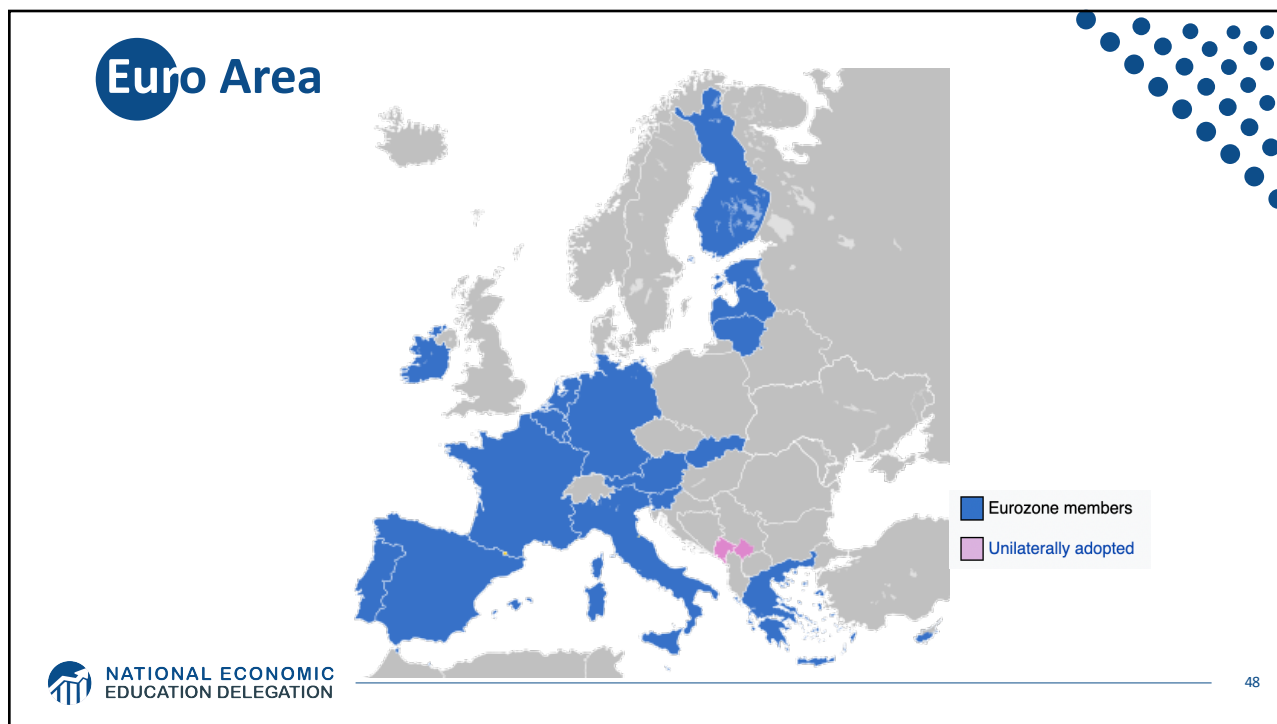 Euro Area
Eurozone members
Unilaterally adopted
NATIONAL ECONOMIC
EDUCATION DELEGATION
48